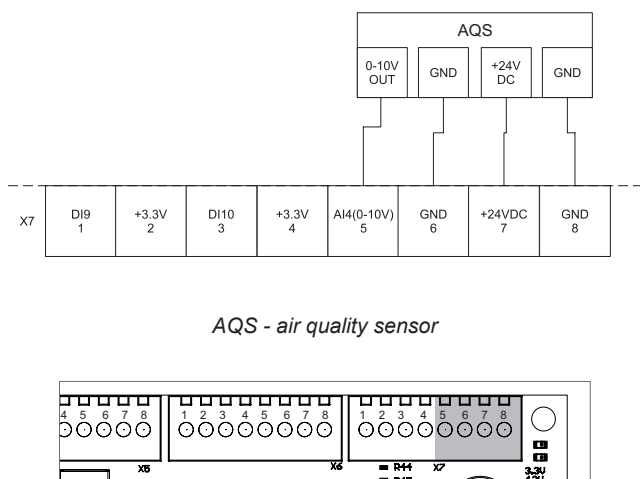 AQS
0-10V OUT
GND
+24V DC
GND
X7
DI9 1
+3.3V 2
DI10 3
+3.3V 4
AI4(0-10V) 5
GND 6
+24VDC 7
GND 8
AQS - air quality sensor
4 5 6 7 8
1 2 3 4 5 6 7 8
1 2 3 4 5 6 7 8
X5
X6
R44
X7
3.3V